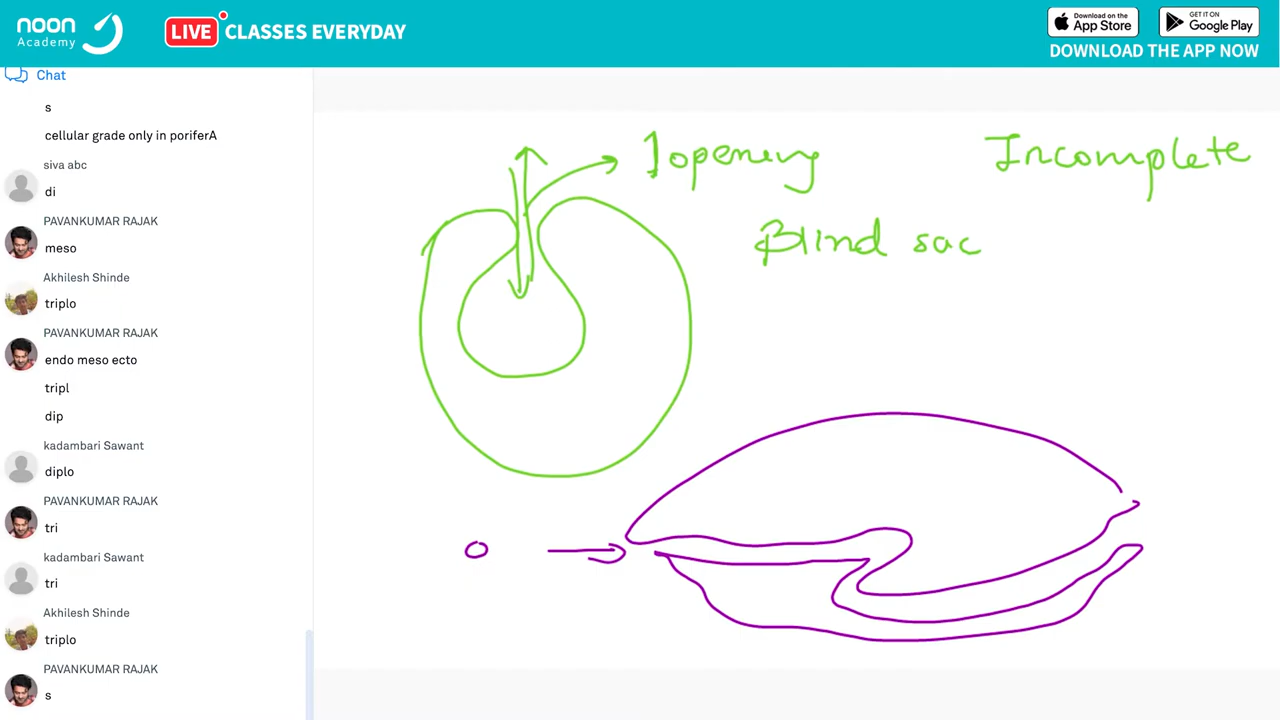 noon
Academy
LIVE CLASSES EVERYDAY
Download on the
App Store
GET IT ON
Google Play
DOWNLOAD THE APP NOW
Chat
s
cellular grade only in poriferA
siva abc
di
PAVANKUMAR RAJAK
meso
Akhilesh Shinde
triplo
PAVANKUMAR RAJAK
endo meso ecto
tripl
dip
kadambari Sawant
diplo
PAVANKUMAR RAJAK
tri
kadambari Sawant
tri
Akhilesh Shinde
triplo
PAVANKUMAR RAJAK
s
1 opening
Incomplete
Blind sac